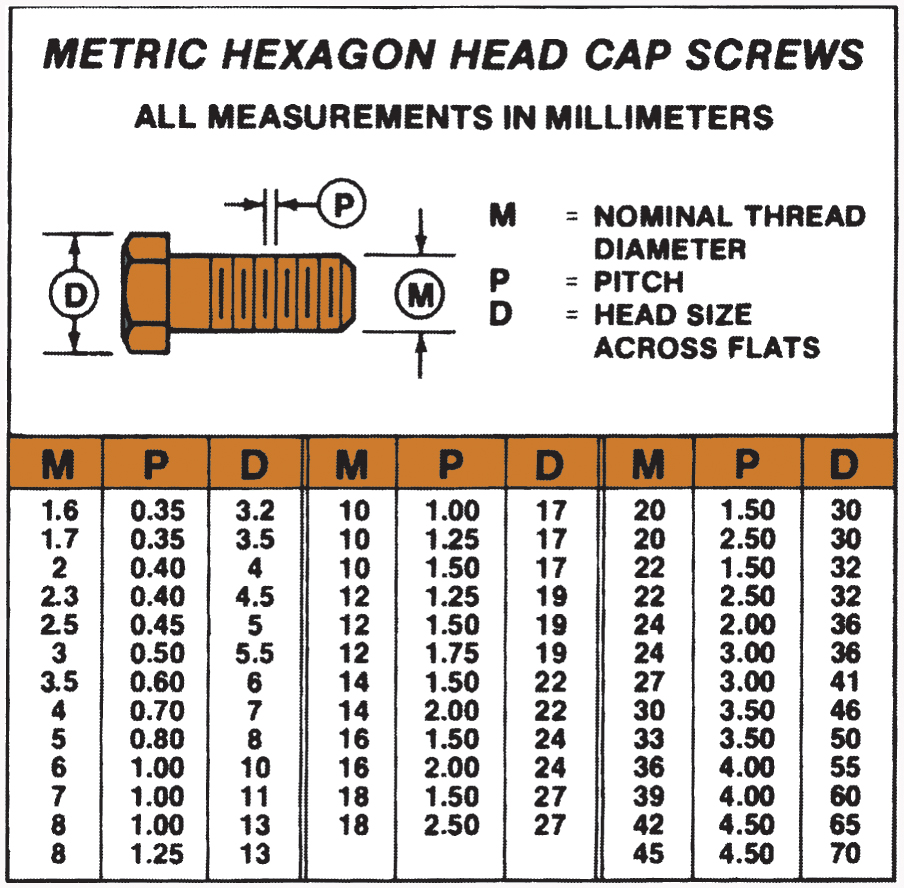 METRIC HEXAGON HEAD CAP SCREWS
ALL MEASUREMENTS IN MILLIMETERS
P
D
M
M = NOMINAL THREAD
DIAMETER
P = PITCH
D = HEAD SIZE
ACROSS FLATS
M P D M P D M P D
1.6 0.35 3.2 10 1.00 17 20 1.50 30
1.7 0.35 3.5 10 1.25 17 20 2.50 30
2 0.40 4 10 1.50 17 22 1.50 32
2.3 0.40 4.5 12 1.25 19 22 2.50 32
2.5 0.45 5 12 1.50 19 24 2.00 36
3 0.50 5.5 12 1.75 19 24 3.00 36
3.5 0.60 6 14 1.50 22 27 3.00 41
4 0.70 7 14 2.00 22 30 3.50 46
5 0.80 8 16 1.50 24 33 3.50 50
6 1.00 10 16 2.00 24 36 4.00 55
7 1.00 11 18 1.50 27 39 4.00 60
8 1.00 13 18 2.50 27 42 4.50 65
8 1.25 13 45 4.50 70